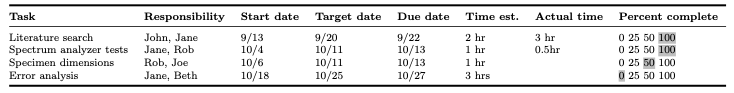 Task Responsibility Start date Target date Due date Time est. Actual time Percent complete
Literature search John, Jane 9/13 9/20 9/22 2 hr 3 hr 0 25 50 100
Spectrum analyzer tests Jane, Rob 10/4 10/11 10/13 1 hr 0.5hr 0 25 50 100
Specimen dimensions Rob, Joe 10/6 10/11 10/13 1 hr 0 25 50 100
Error analysis Jane, Beth 10/18 10/25 10/27 3 hrs 0 25 50 100